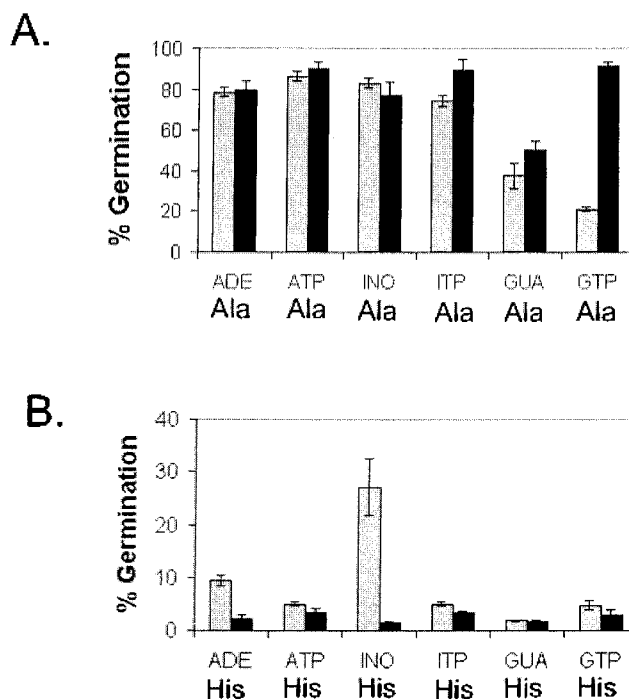 A.
% Germination
100
80
60
40
20
0
ADE ATP INO ITP GUA GTP
Ala Ala Ala Ala Ala Ala
B.
% Germination
40
30
20
10
0
ADE ATP INO ITP GUA GTP
His His His His His His